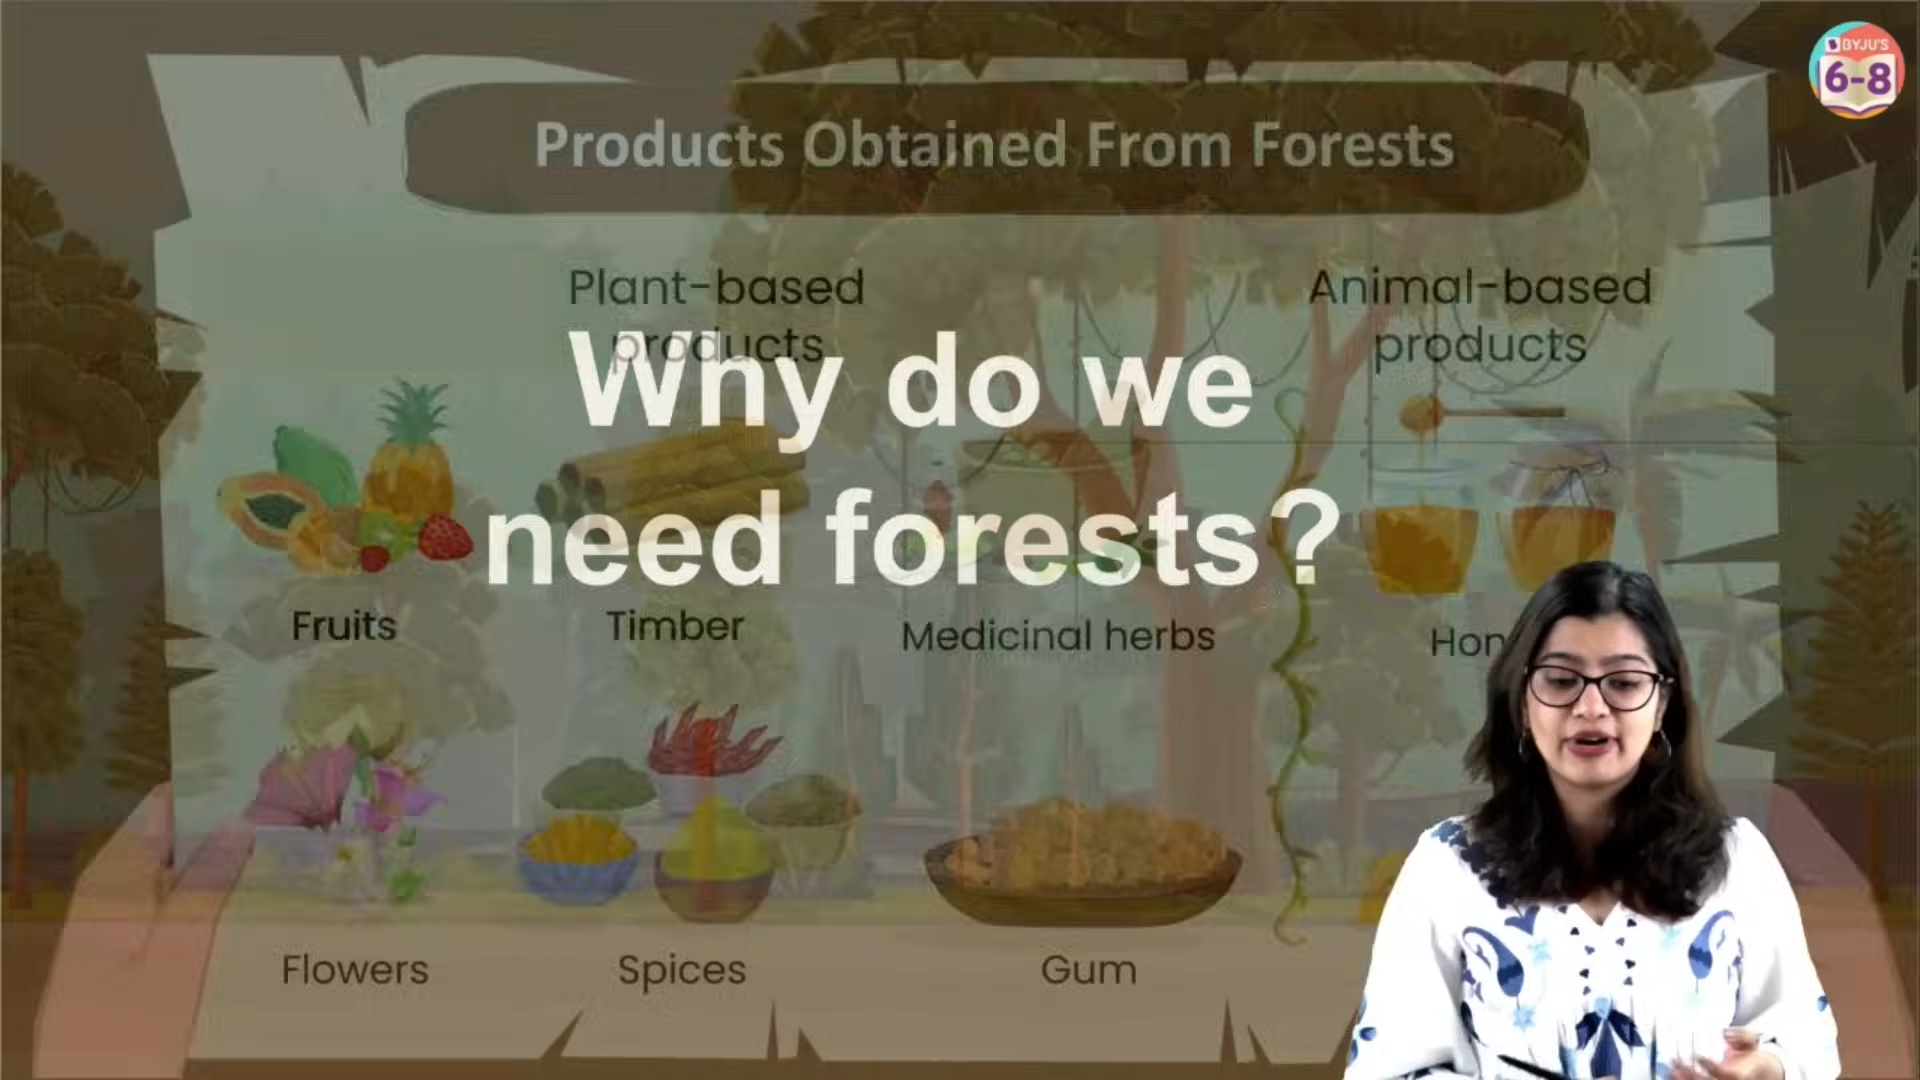 BYJU'S
6-8
Products Obtained From Forests
Plant-based
products
Animal-based
products
Why do we
need forests?
Fruits
Timber
Medicinal herbs
Hon
Flowers
Spices
Gum